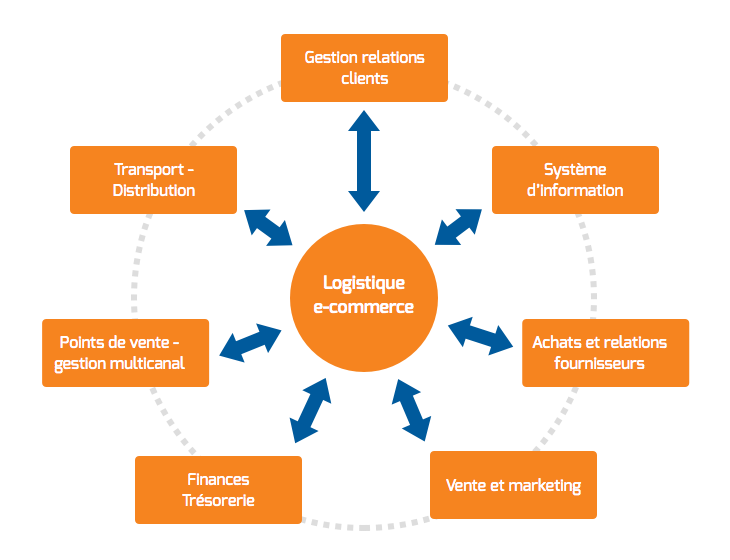 Gestion relations
clients
Transport -
Distribution
Système
d'information
Logistique
e-commerce
Points de vente -
gestion multicanal
Achats et relations
fournisseurs
Finances
Trésorerie
Vente et marketing